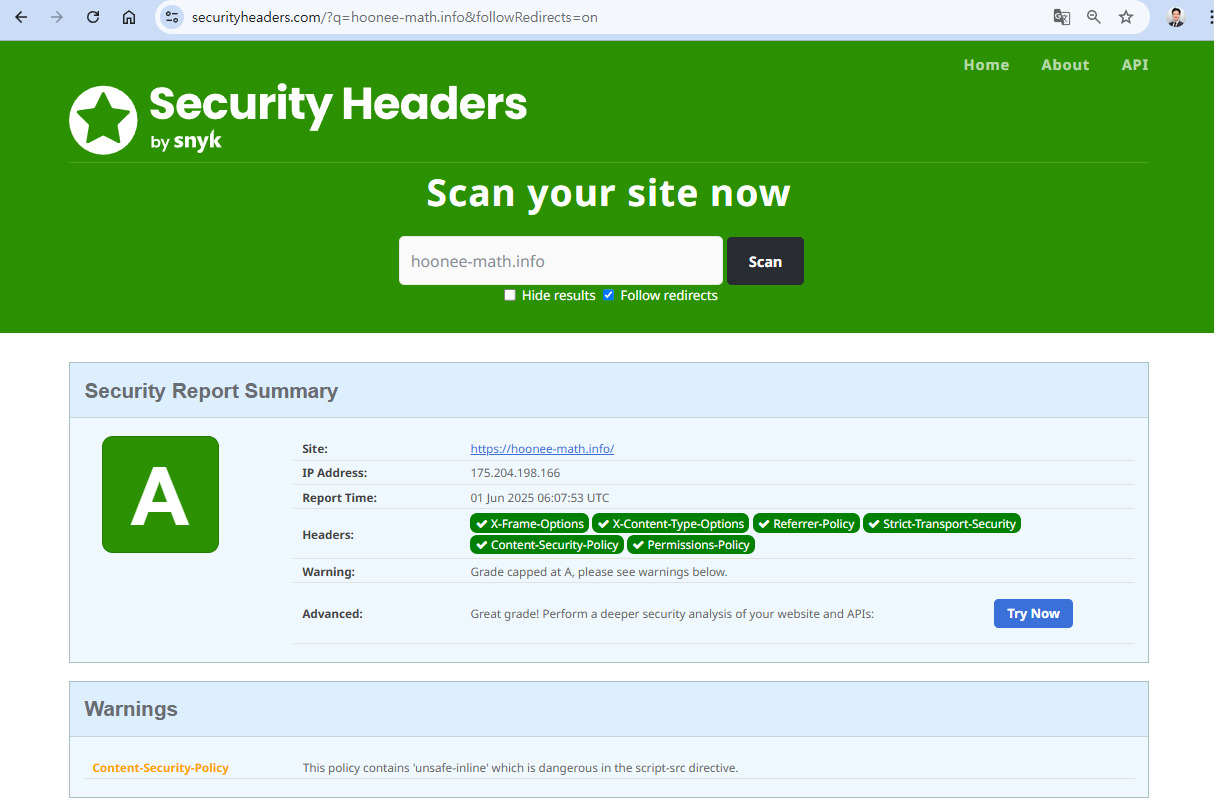 securityheaders.com/?q=hoonee-math.info&followRedirects=on
Home About API
Security Headers
by snyk
Scan your site now
hoonee-math.info Scan
Hide results Follow redirects
Security Report Summary
A
Site: https://hoonee-math.info/
IP Address: 175.204.198.166
Report Time: 01 Jun 2025 06:07:53 UTC
Headers: X-Frame-Options X-Content-Type-Options Referrer-Policy Strict-Transport-Security
Content-Security-Policy Permissions-Policy
Warning: Grade capped at A, please see warnings below.
Advanced: Great grade! Perform a deeper security analysis of your website and APIs: Try Now
Warnings
Content-Security-Policy This policy contains 'unsafe-inline' which is dangerous in the script-src directive.